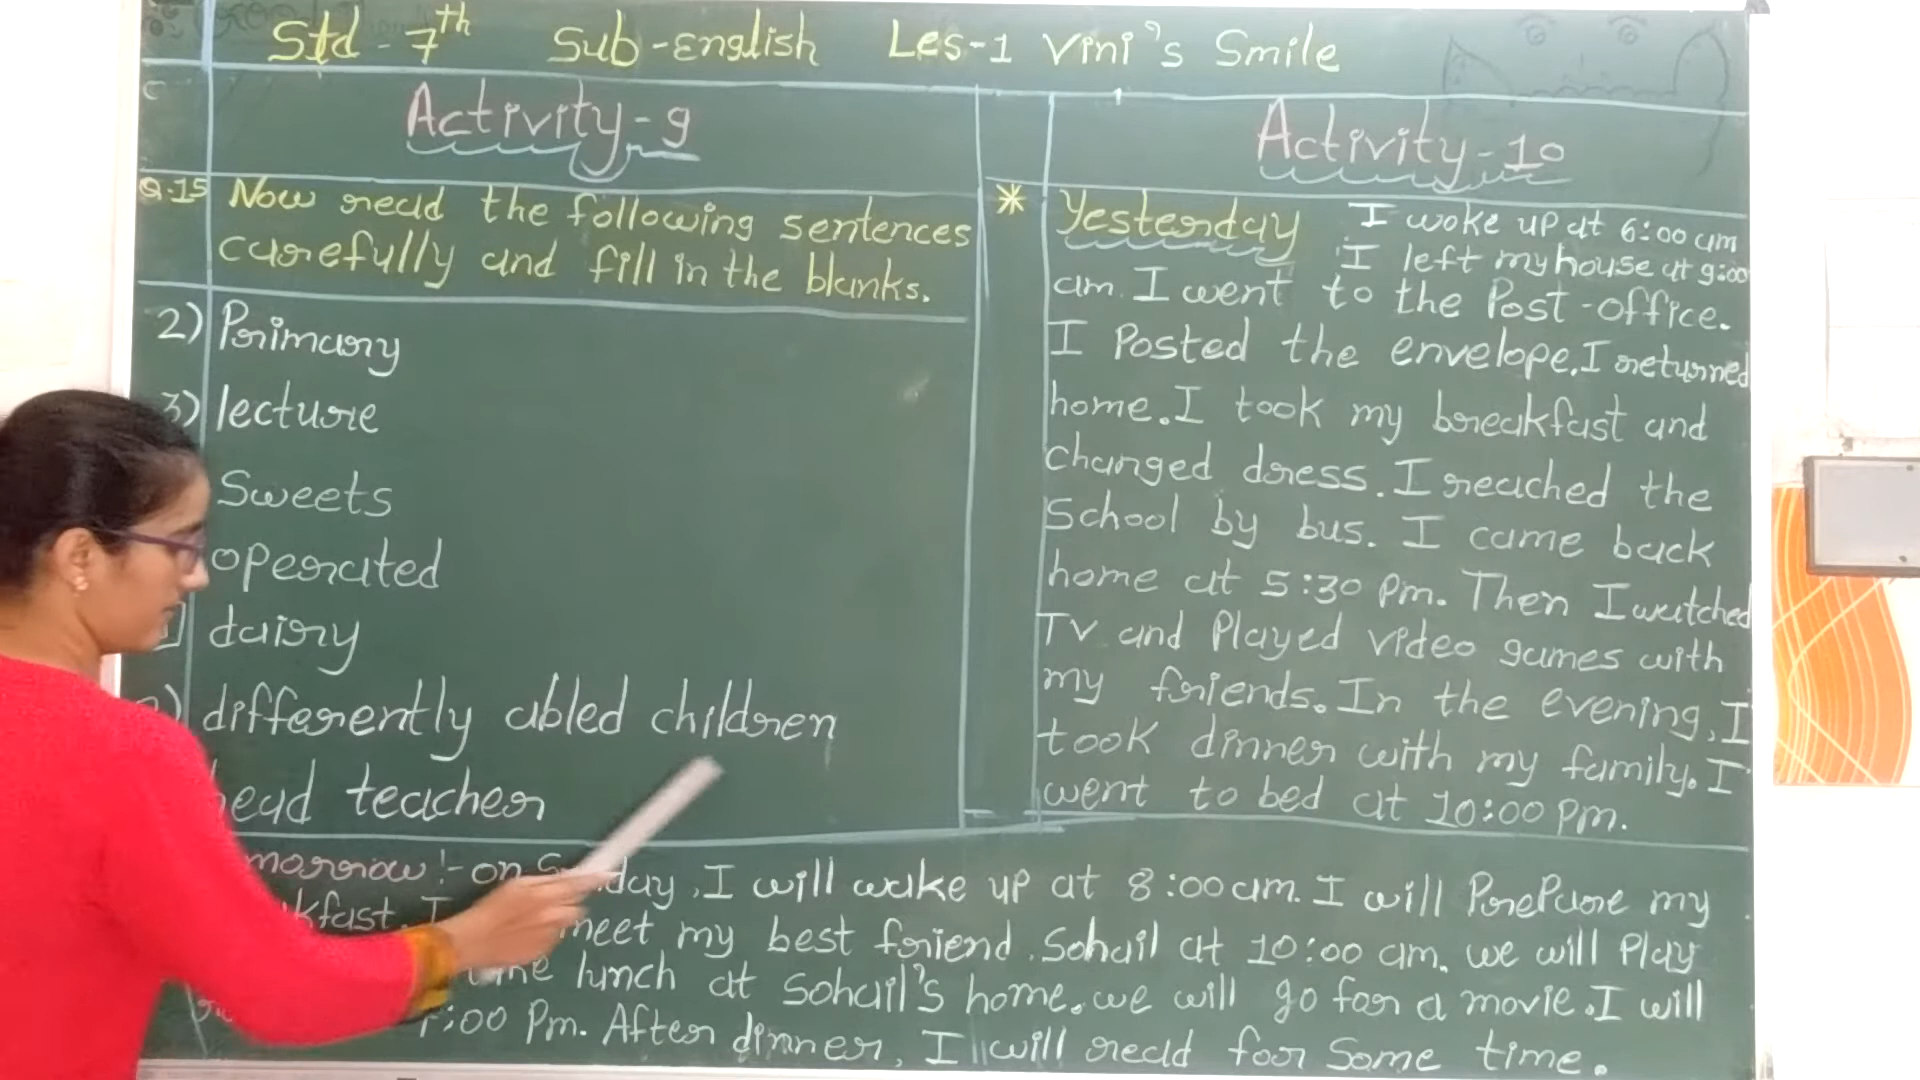 Std - 7th Sub - English Les-1 Vini's Smile
Activity - 9
Q.15 Now read the following sentences
carefully and fill in the blanks.
2) Primary
3) lecture
Sweets
operated
dairy
differently abled children
head teacher
Activity - 10
* Yesterday I woke up at 6:00 am
I left my house at 9:00
am. I went to the Post-office.
I Posted the envelope. I returned
home. I took my breakfast and
changed dress. I reached the
School by bus. I came back
home at 5:30 Pm. Then I watched
TV and Played video games with
my friends. In the evening, I
took dinner with my family. I
went to bed at 10:00 Pm.
morrow :- on day, I will wake up at 8:00 am. I will PrePare my
kfast. I meet my best friend. Sohail at 10:00 am. we will Play
lunch at Sohail's home. we will go for a movie. I will
:00 Pm. After dinner, I will read for Some time.